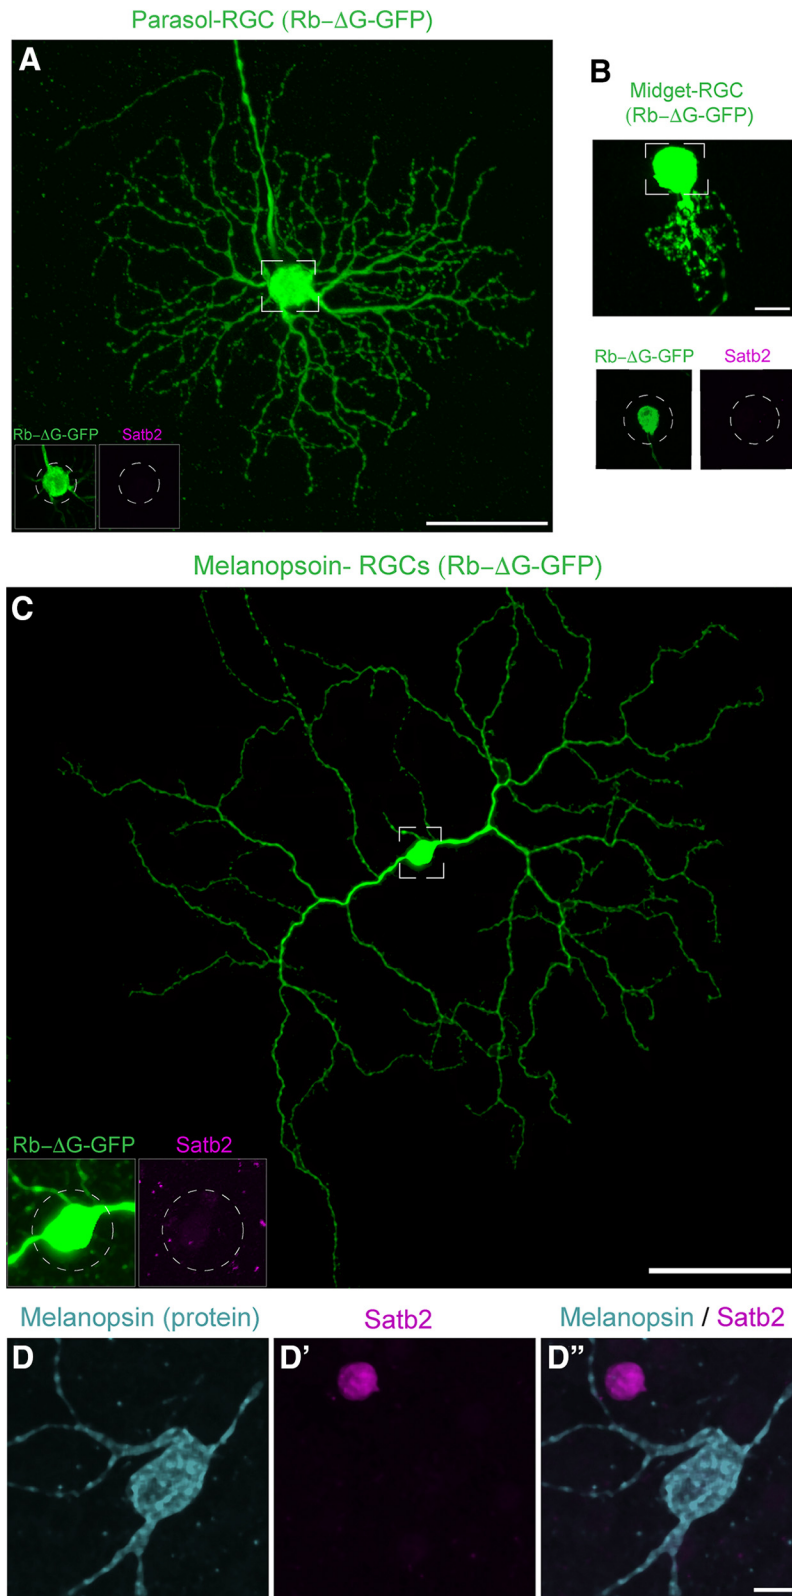 Parasol-RGC (Rb–ΔG-GFP)
A
Rb–ΔG-GFP Satb2
B
Midget-RGC
(Rb–ΔG-GFP)
Rb–ΔG-GFP Satb2
Melanopsoin- RGCs (Rb–ΔG-GFP)
C
Rb–ΔG-GFP Satb2
Melanopsin (protein) Satb2 Melanopsin / Satb2
D D’ D”